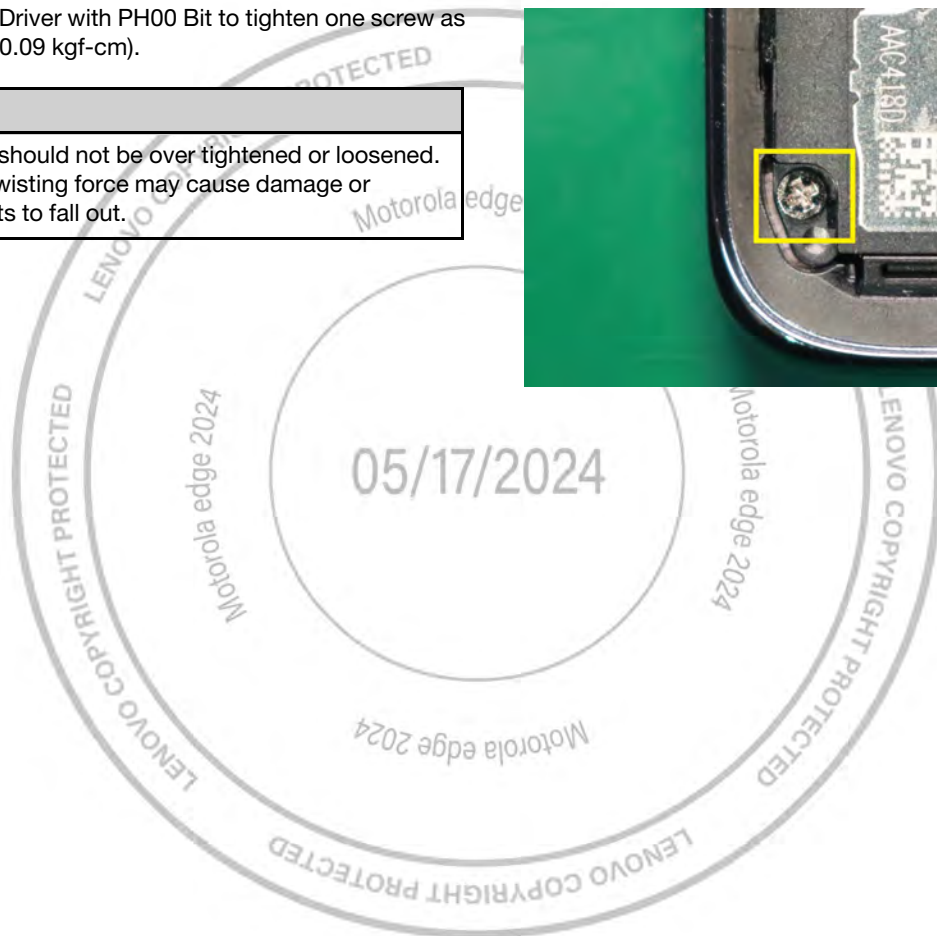 Driver with PH00 Bit to tighten one screw as
0.09 kgf-cm).
should not be over tightened or loosened.
wisting force may cause damage or
ts to fall out.
AAC418D
LENOVO COPYRIGHT PROTECTED
LENOVO COPYRIGHT PROTECTED
LENOVO COPYRIGHT PROTECTED
LENOVO COPYRIGHT PROTECTED
Motorola edge
Motorola edge 2024
Motorola edge 2024
Motorola edge 2024
05/17/2024